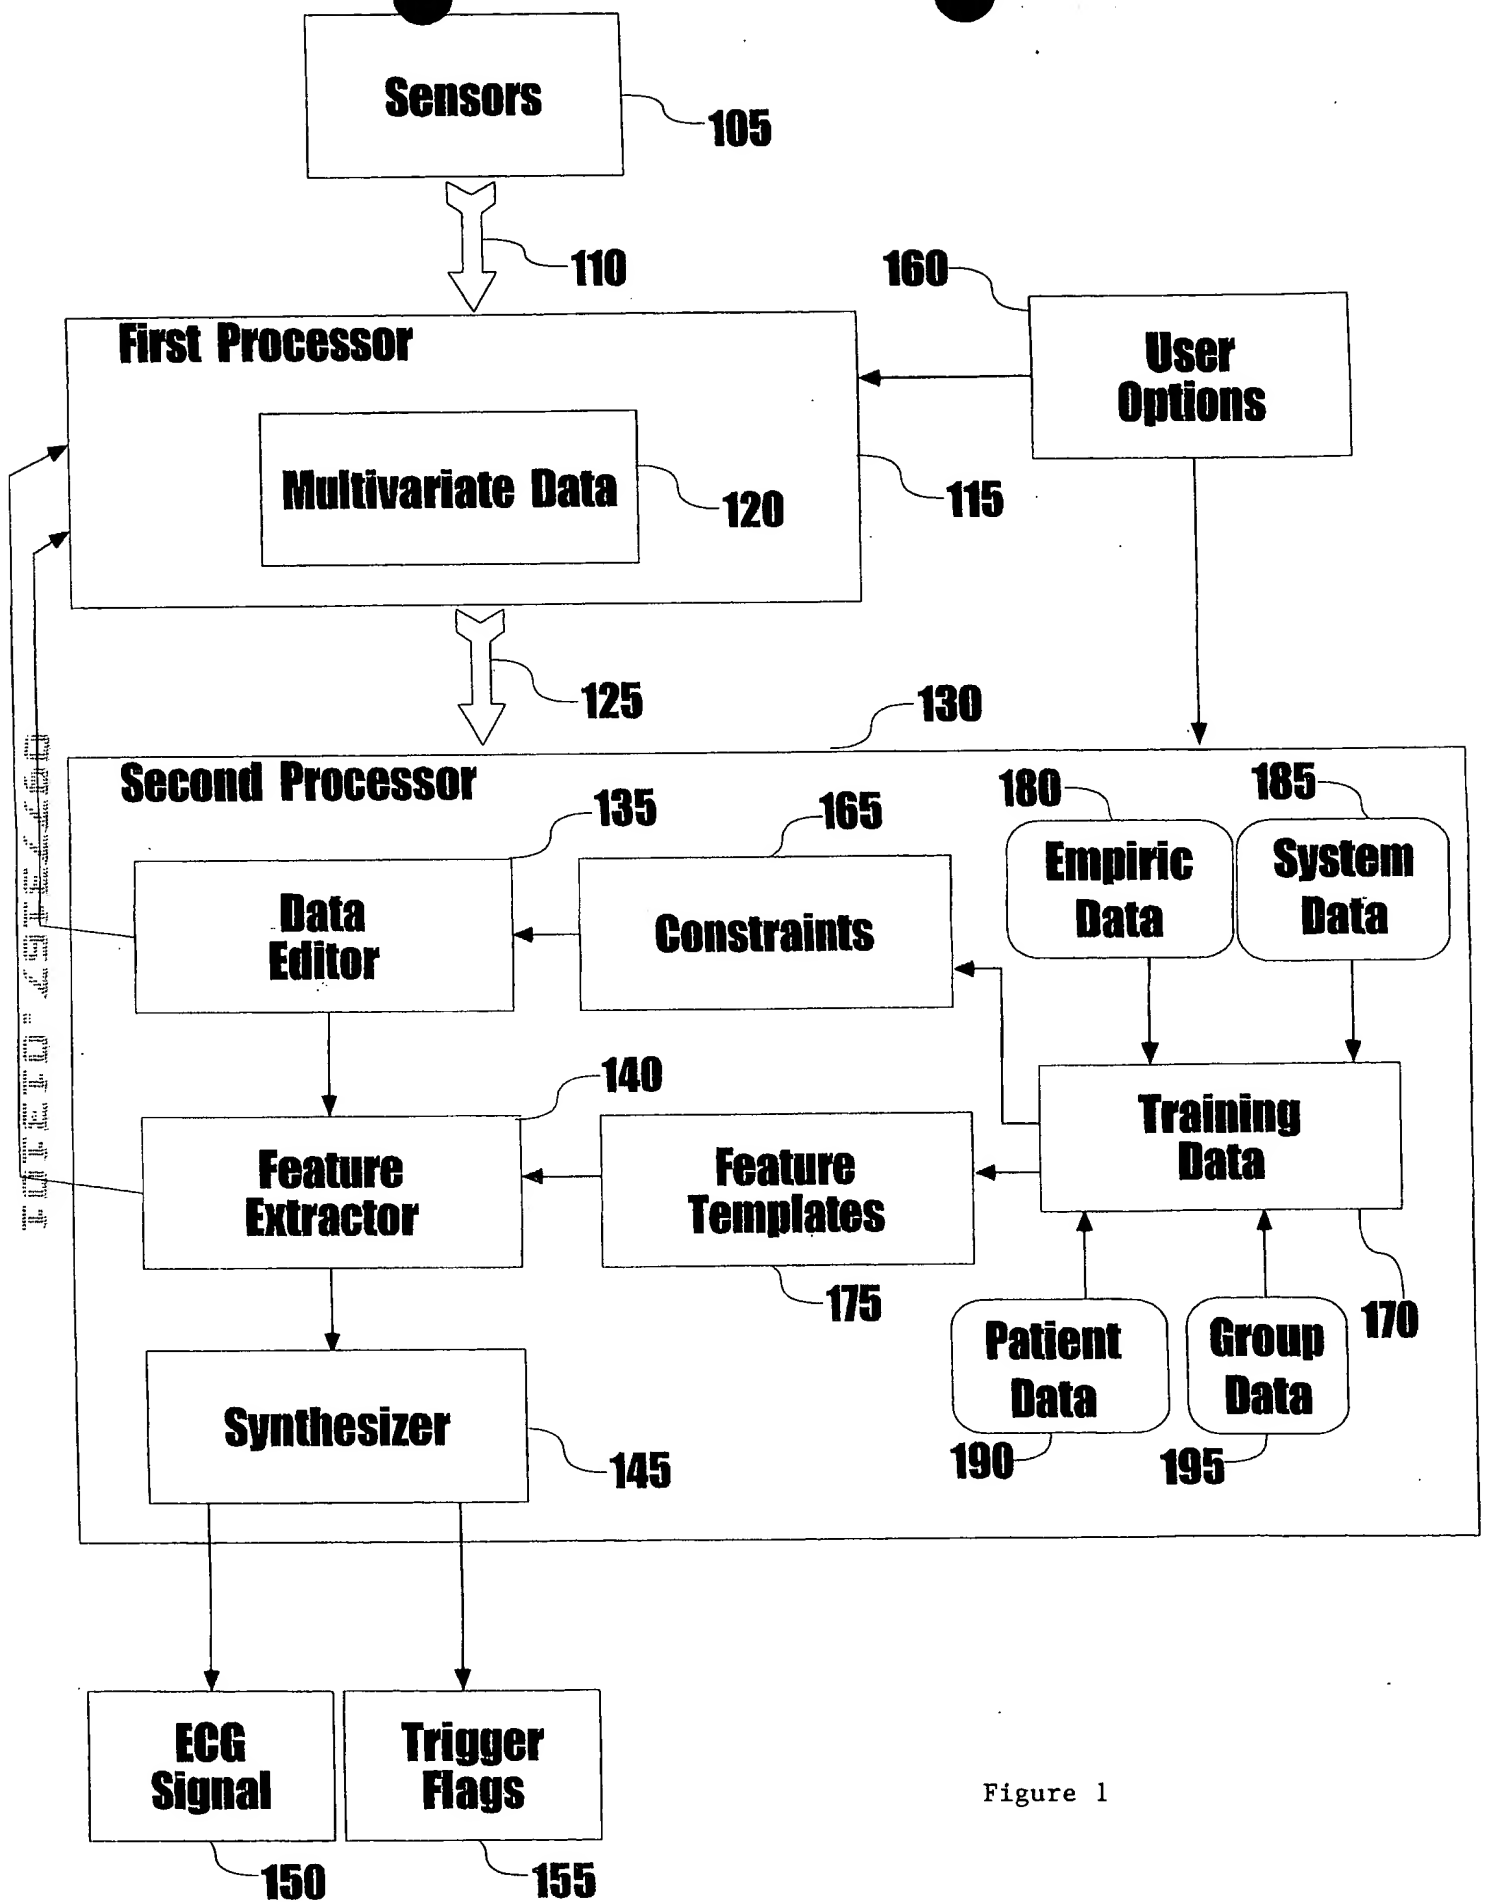 Sensors
105
110
160
First Processor
User
Options
Multivariate Data
120
115
125
130
Second Processor
135
165
180
185
Data
Editor
Constraints
Empiric
Data
System
Data
140
Feature
Extractor
Feature
Templates
Training
Data
175
170
Synthesizer
145
Patient
Data
Group
Data
190
195
ECG
Signal
Trigger
Flags
150
155
Figure 1